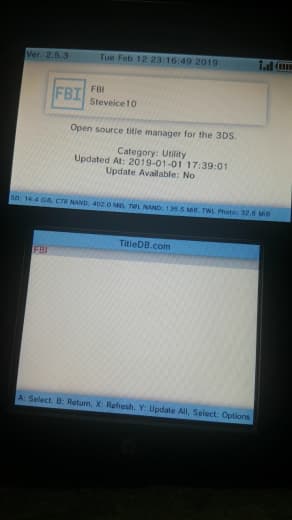 Ver. 2.5.3 Tue Feb 12 23:16:49 2019
FBI
FBI
Steveice10
Open source title manager for the 3DS.
Category: Utility
Updated At: 2019-01-01 17:39:01
Update Available: No
SD: 14.4 GiB, CTR NAND: 402.0 MiB, TWL NAND: 128.5 MiB, TWL Photo: 32.6 MiB
TitleDB.com
FBI
A: Select, B: Return, X: Refresh, Y: Update All, Select: Options